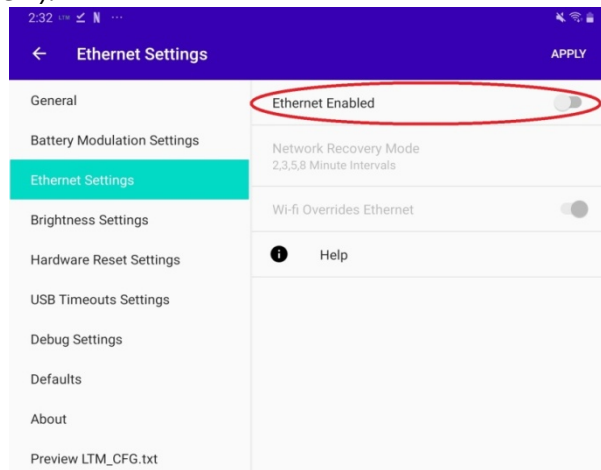 2:32 LTM N ...
Ethernet Settings
APPLY
General
Battery Modulation Settings
Ethernet Settings
Brightness Settings
Hardware Reset Settings
USB Timeouts Settings
Debug Settings
Defaults
About
Preview LTM_CFG.txt
Ethernet Enabled
Network Recovery Mode
2,3,5,8 Minute Intervals
Wi-fi Overrides Ethernet
Help